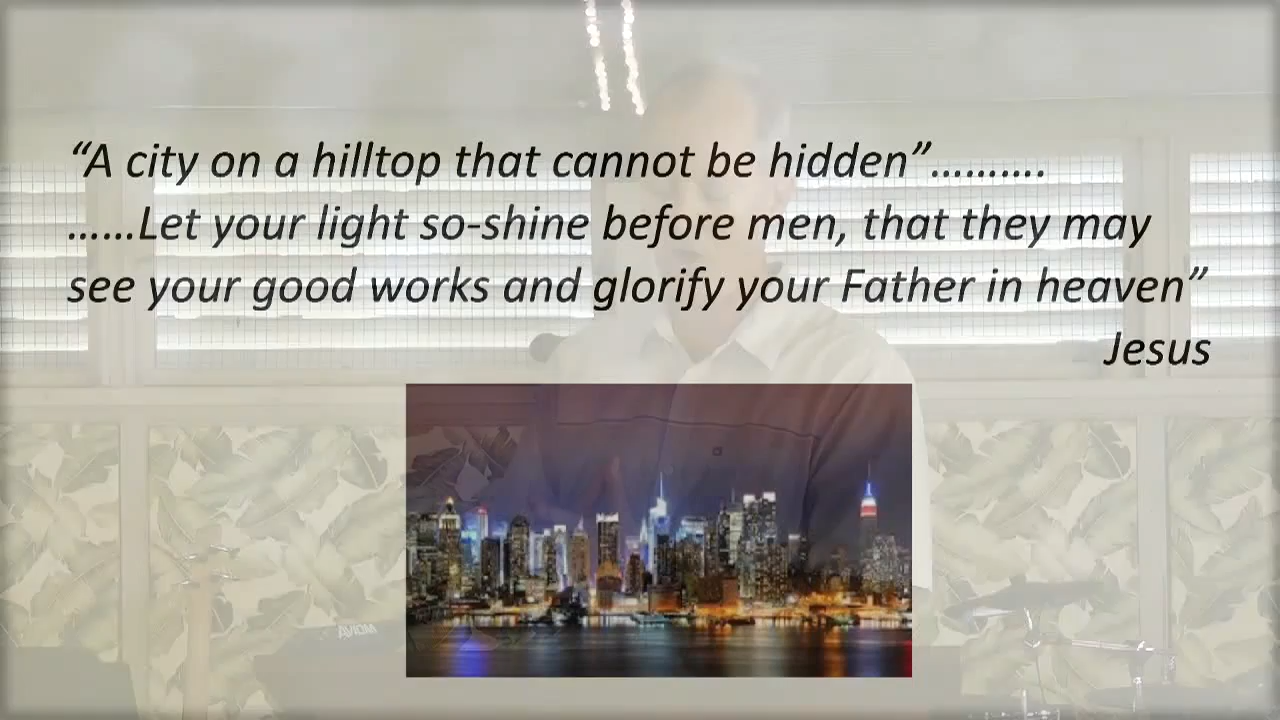 “A city on a hilltop that cannot be hidden”……….
……Let your light so-shine before men, that they may
see your good works and glorify your Father in heaven”
Jesus
AVIOM